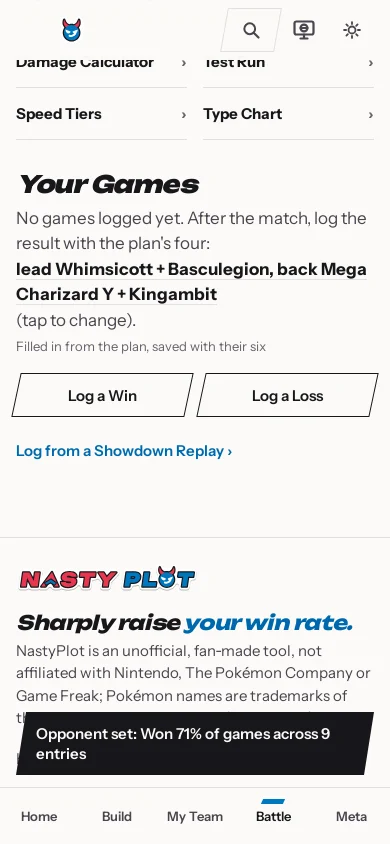 Damage Calculator ›
Test Run ›
Speed Tiers ›
Type Chart ›
Your Games
No games logged yet. After the match, log the
result with the plan's four:
lead Whimsicott + Basculegion, back Mega
Charizard Y + Kingambit
(tap to change).
Filled in from the plan, saved with their six
Log a Win
Log a Loss
Log from a Showdown Replay ›
NASTY PLOT
Sharply raise your win rate.
NastyPlot is an unofficial, fan-made tool, not
affiliated with Nintendo, The Pokémon Company or
Game Freak; Pokémon names are trademarks of
Opponent set: Won 71% of games across 9
entries
Home
Build
My Team
Battle
Meta